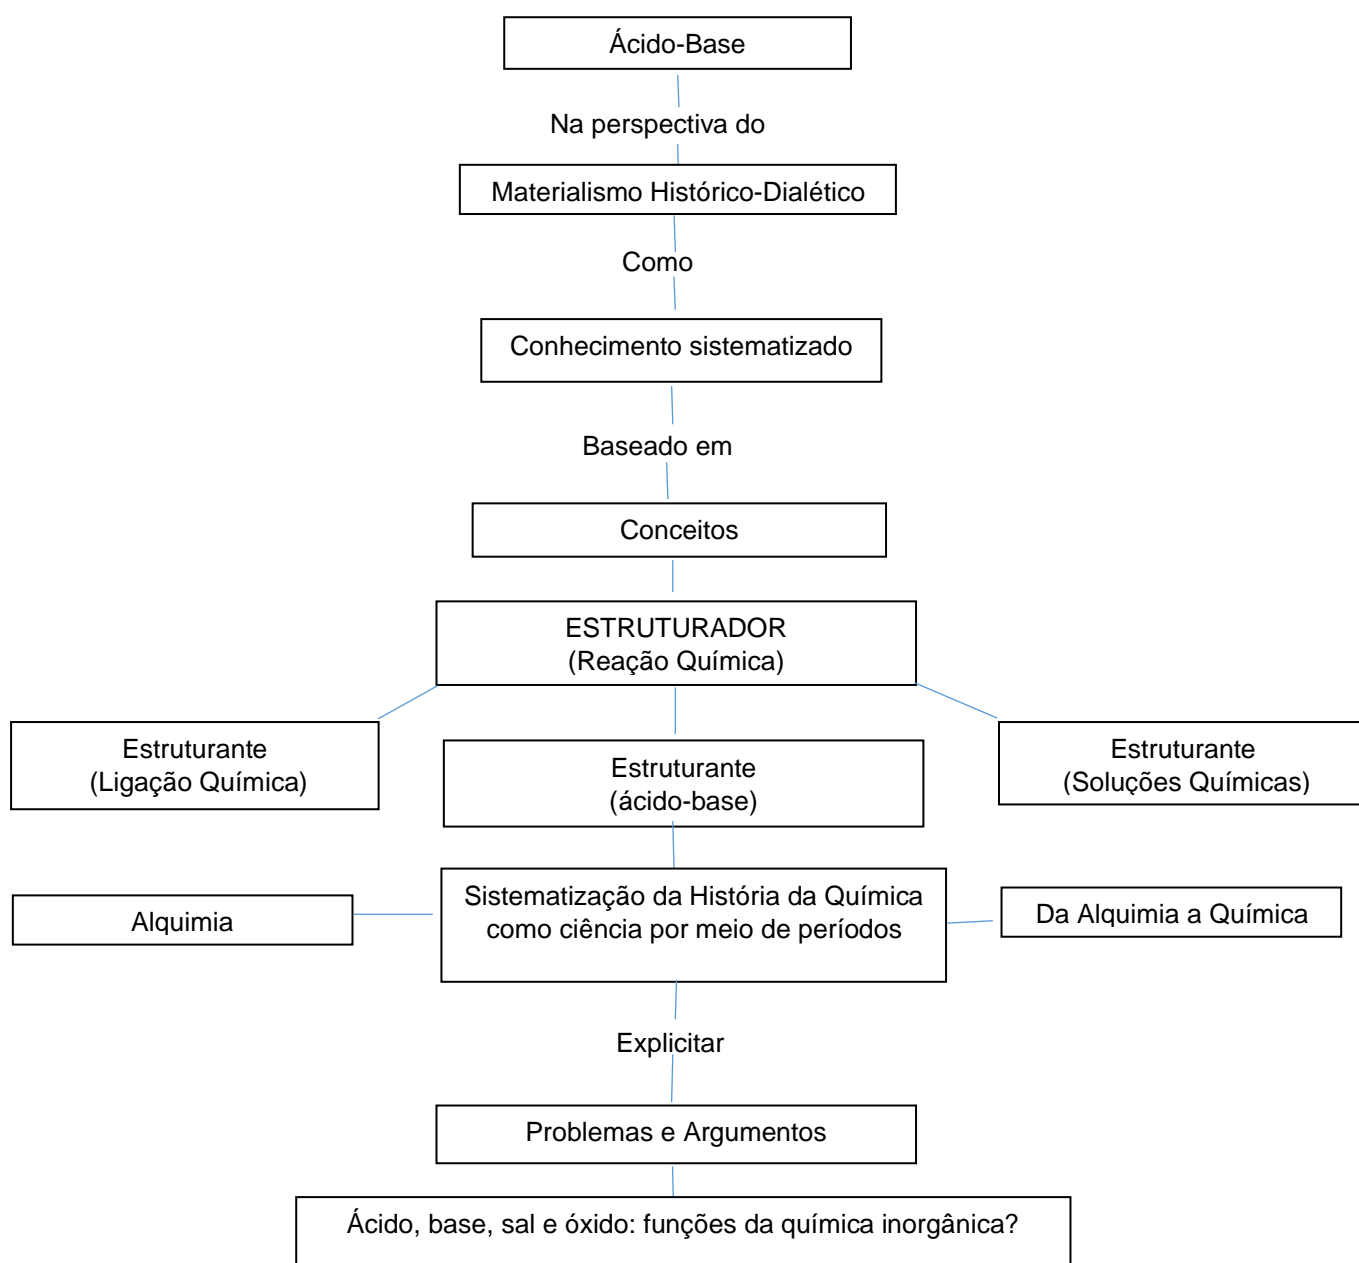 Ácido-Base
Na perspectiva do
Materialismo Histórico-Dialético
Como
Conhecimento sistematizado
Baseado em
Conceitos
ESTRUTURADOR
(Reação Química)
Estruturante
(Ligação Química)
Estruturante
(ácido-base)
Estruturante
(Soluções Químicas)
Alquimia
Sistematização da História da Química
como ciência por meio de períodos
Da Alquimia a Química
Explicitar
Problemas e Argumentos
Ácido, base, sal e óxido: funções da química inorgânica?